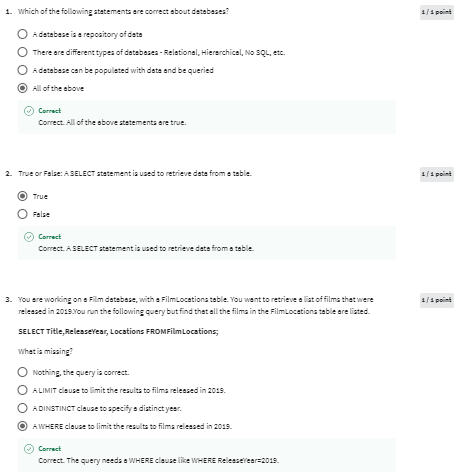 1. Which of the following statements are correct about databases?
1 / 1 point
A database is a repository of data
There are different types of databases - Relational, Hierarchical, No SQL, etc.
A database can be populated with data and be queried
All of the above
Correct
Correct. All of the above statements are true.
2. True or False: A SELECT statement is used to retrieve data from a table.
1 / 1 point
True
False
Correct
Correct. A SELECT statement is used to retrieve data from a table.
3. You are working on a Film database, with a FilmLocations table. You want to retrieve a list of films that were
1 / 1 point
released in 2019.You run the following query but find that all the films in the FilmLocations table are listed.
SELECT Title,ReleaseYear, Locations FROMFilmLocations;
What is missing?
Nothing, the query is correct.
A LIMIT clause to limit the results to films released in 2019.
A DINSTINCT clause to specify a distinct year.
A WHERE clause to limit the results to films released in 2019.
Correct
Correct. The query needs a WHERE clause like WHERE ReleaseYear=2019.